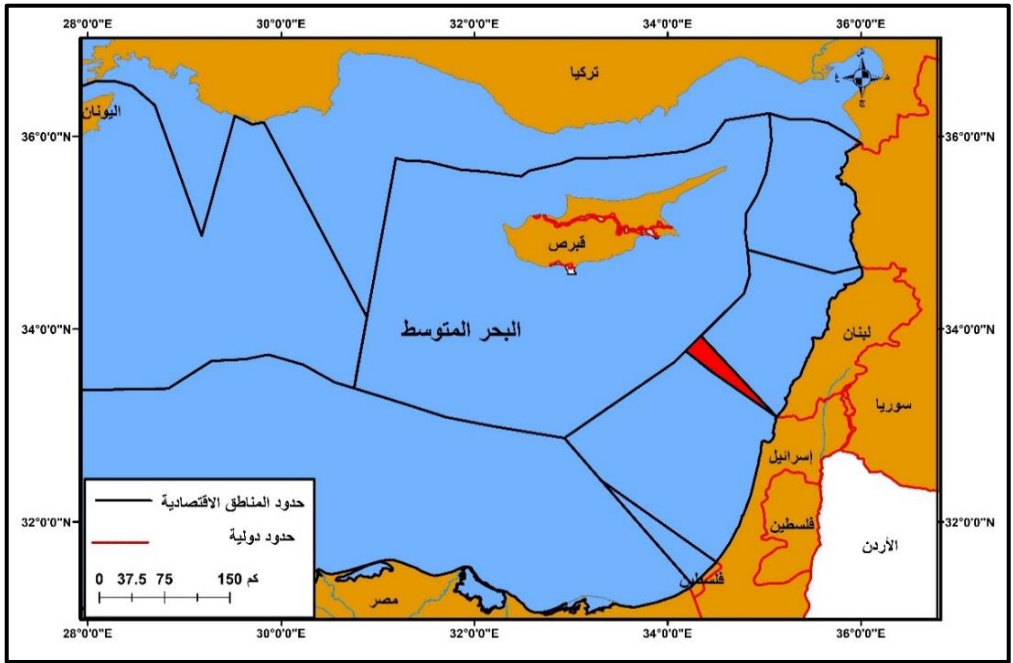 28°0'0"E 30°0'0"E 32°0'0"E 34°0'0"E 36°0'0"E
تركيا
ش
غ
ج
اليونان
36°0'0"N 36°0'0"N
قبرص
البحر المتوسط
34°0'0"N 34°0'0"N
لبنان
سوريا
إسرائيل
حدود المناطق الاقتصادية
32°0'0"N 32°0'0"N
فلسطين
حدود دولية
الأردن
فلسطين
0 37.5 75 150 كم
مصر
28°0'0"E 30°0'0"E 32°0'0"E 34°0'0"E 36°0'0"E